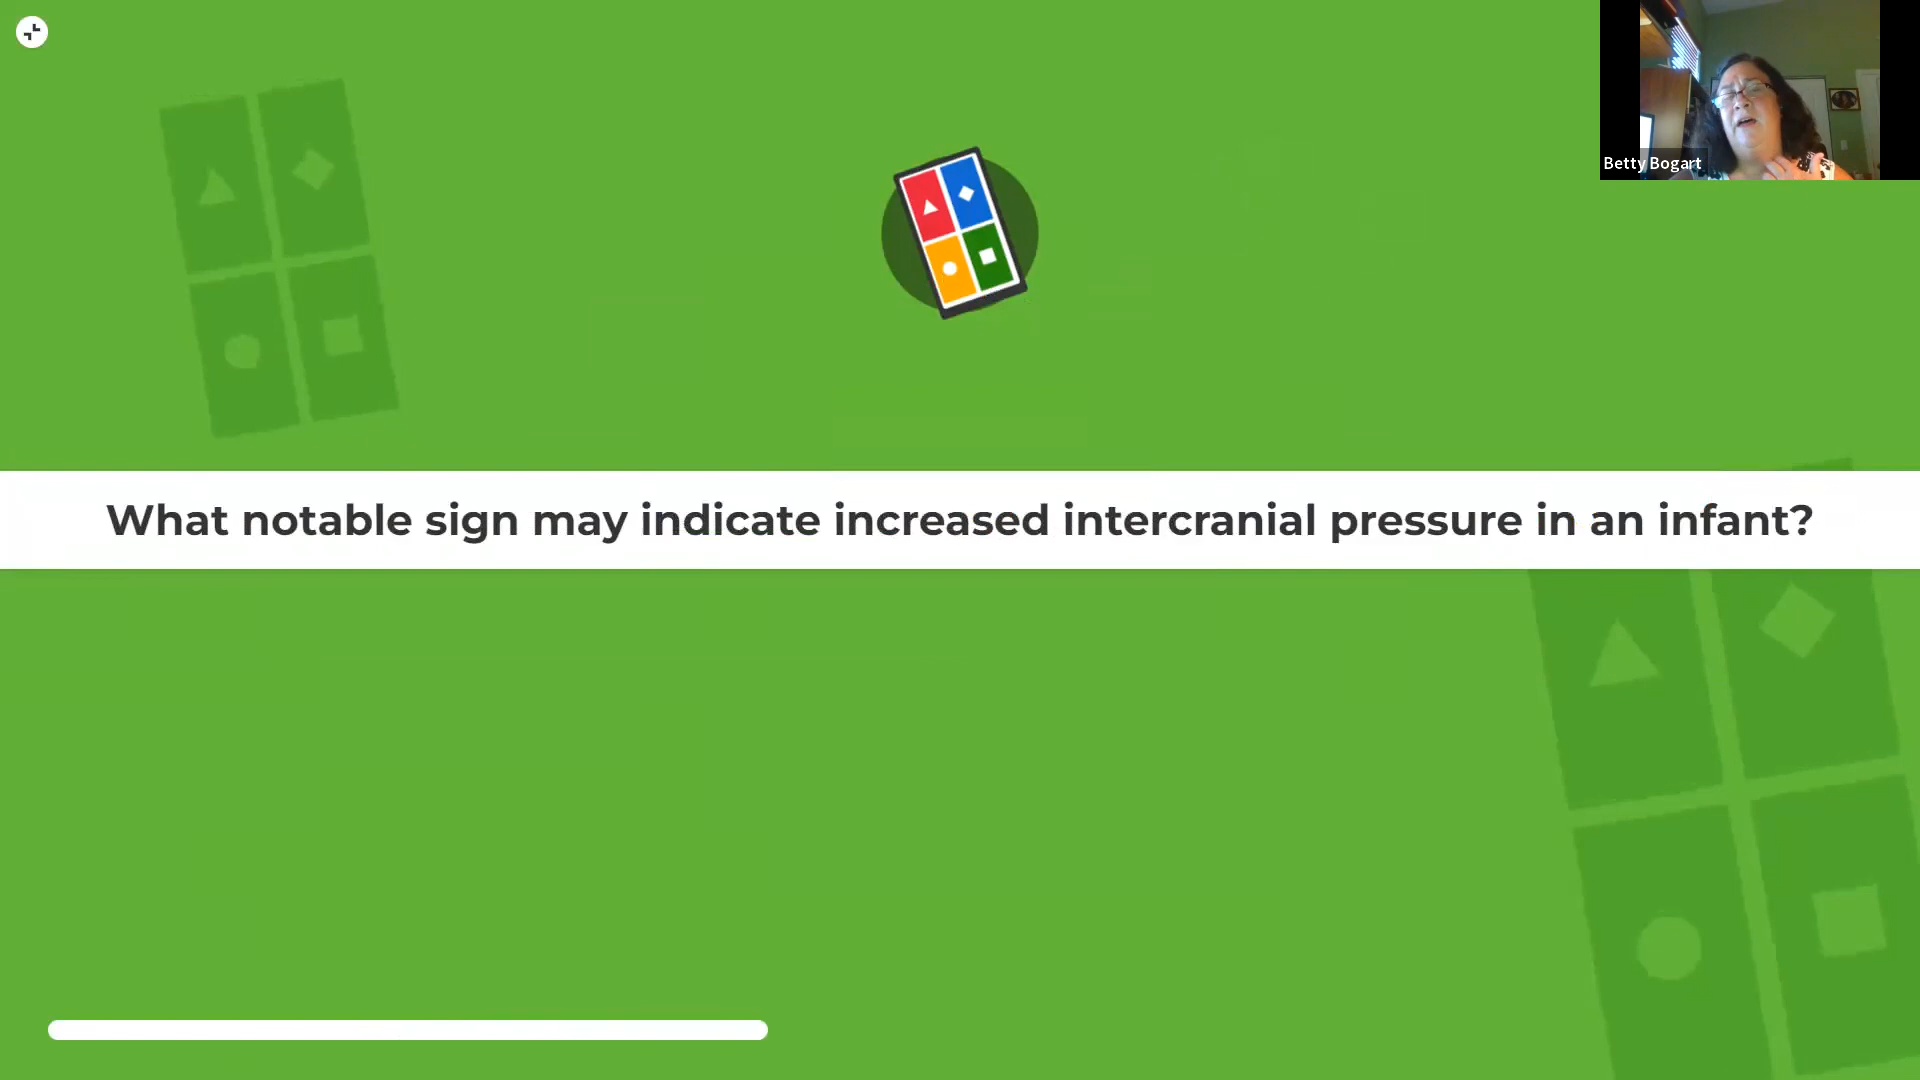 Betty Bogart
What notable sign may indicate increased intercranial pressure in an infant?